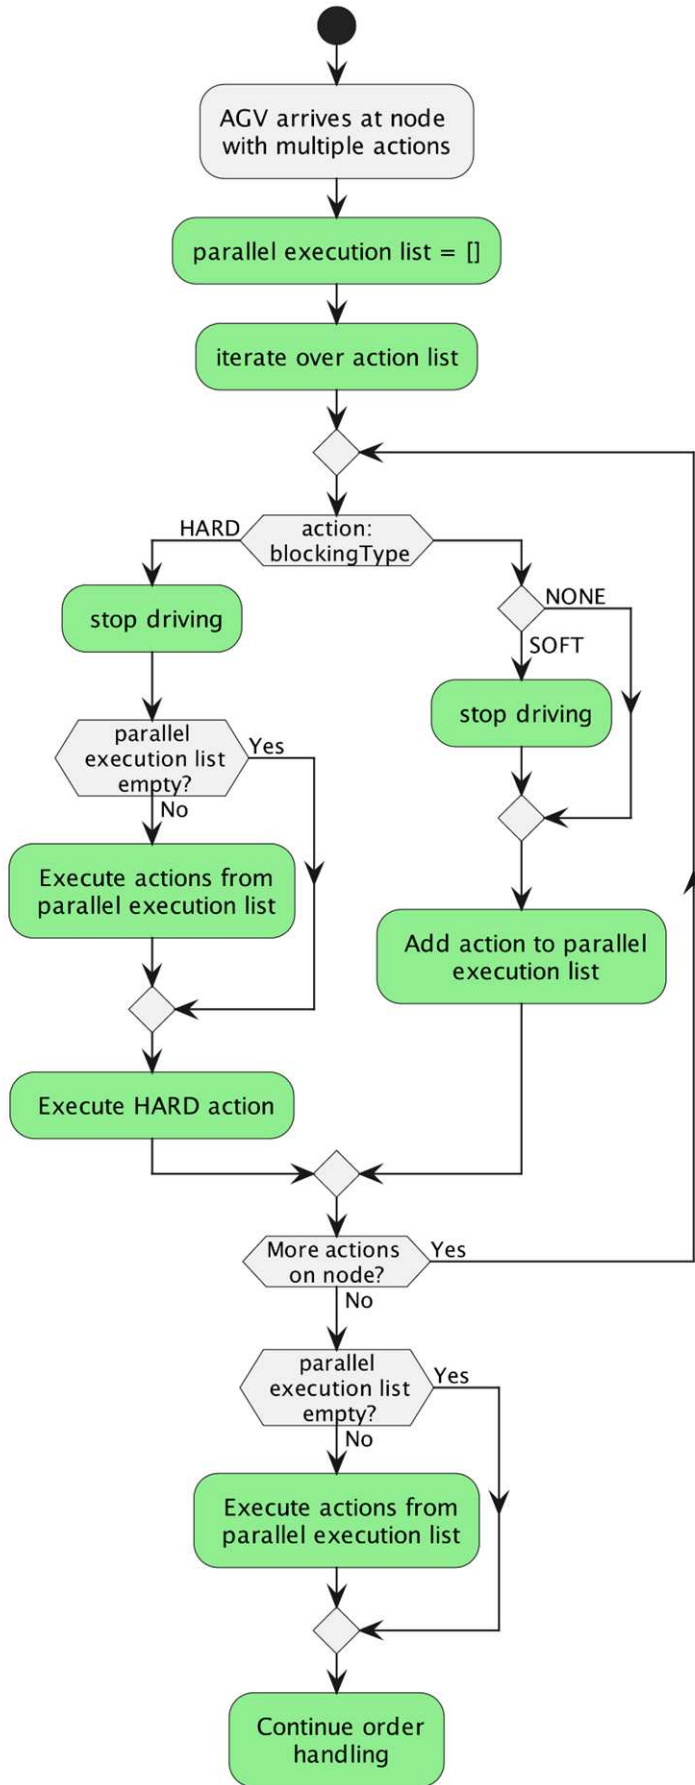 AGV arrives at node
with multiple actions
parallel execution list = []
iterate over action list
action:
blockingType
HARD
stop driving
parallel
execution list
empty?
Yes
No
Execute actions from
parallel execution list
Execute HARD action
NONE
SOFT
stop driving
Add action to parallel
execution list
More actions
on node?
Yes
No
parallel
execution list
empty?
Yes
No
Execute actions from
parallel execution list
Continue order
handling